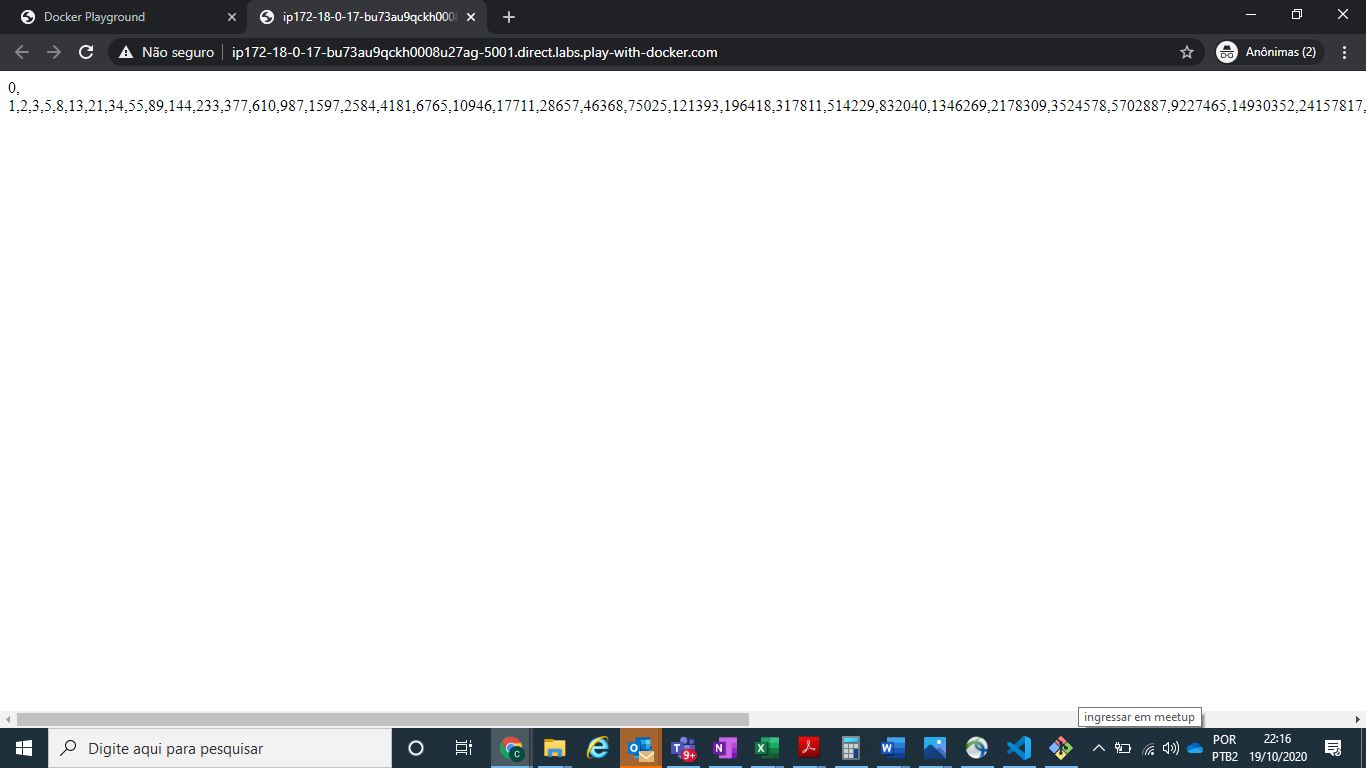 Docker Playground
ip172-18-0-17-bu73au9qckh0008
Não seguro
ip172-18-0-17-bu73au9qckh0008u27ag-5001.direct.labs.play-with-docker.com
Anônimas (2)
0,
1,2,3,5,8,13,21,34,55,89,144,233,377,610,987,1597,2584,4181,6765,10946,17711,28657,46368,75025,121393,196418,317811,514229,832040,1346269,2178309,3524578,5702887,9227465,14930352,24157817,
ingressar em meetup
Digite aqui para pesquisar
9+
POR
PTB2
22:16
19/10/2020